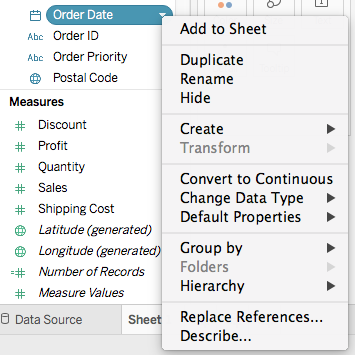 Order Date
Abc Order ID
Abc Order Priority
Postal Code
Measures
Discount
Profit
Quantity
Sales
Shipping Cost
Latitude (generated)
Longitude (generated)
Number of Records
Measure Values
Data Source
Sheet
Add to Sheet
Duplicate
Rename
Hide
Create
Transform
Convert to Continuous
Change Data Type
Default Properties
Group by
Folders
Hierarchy
Replace References...
Describe...